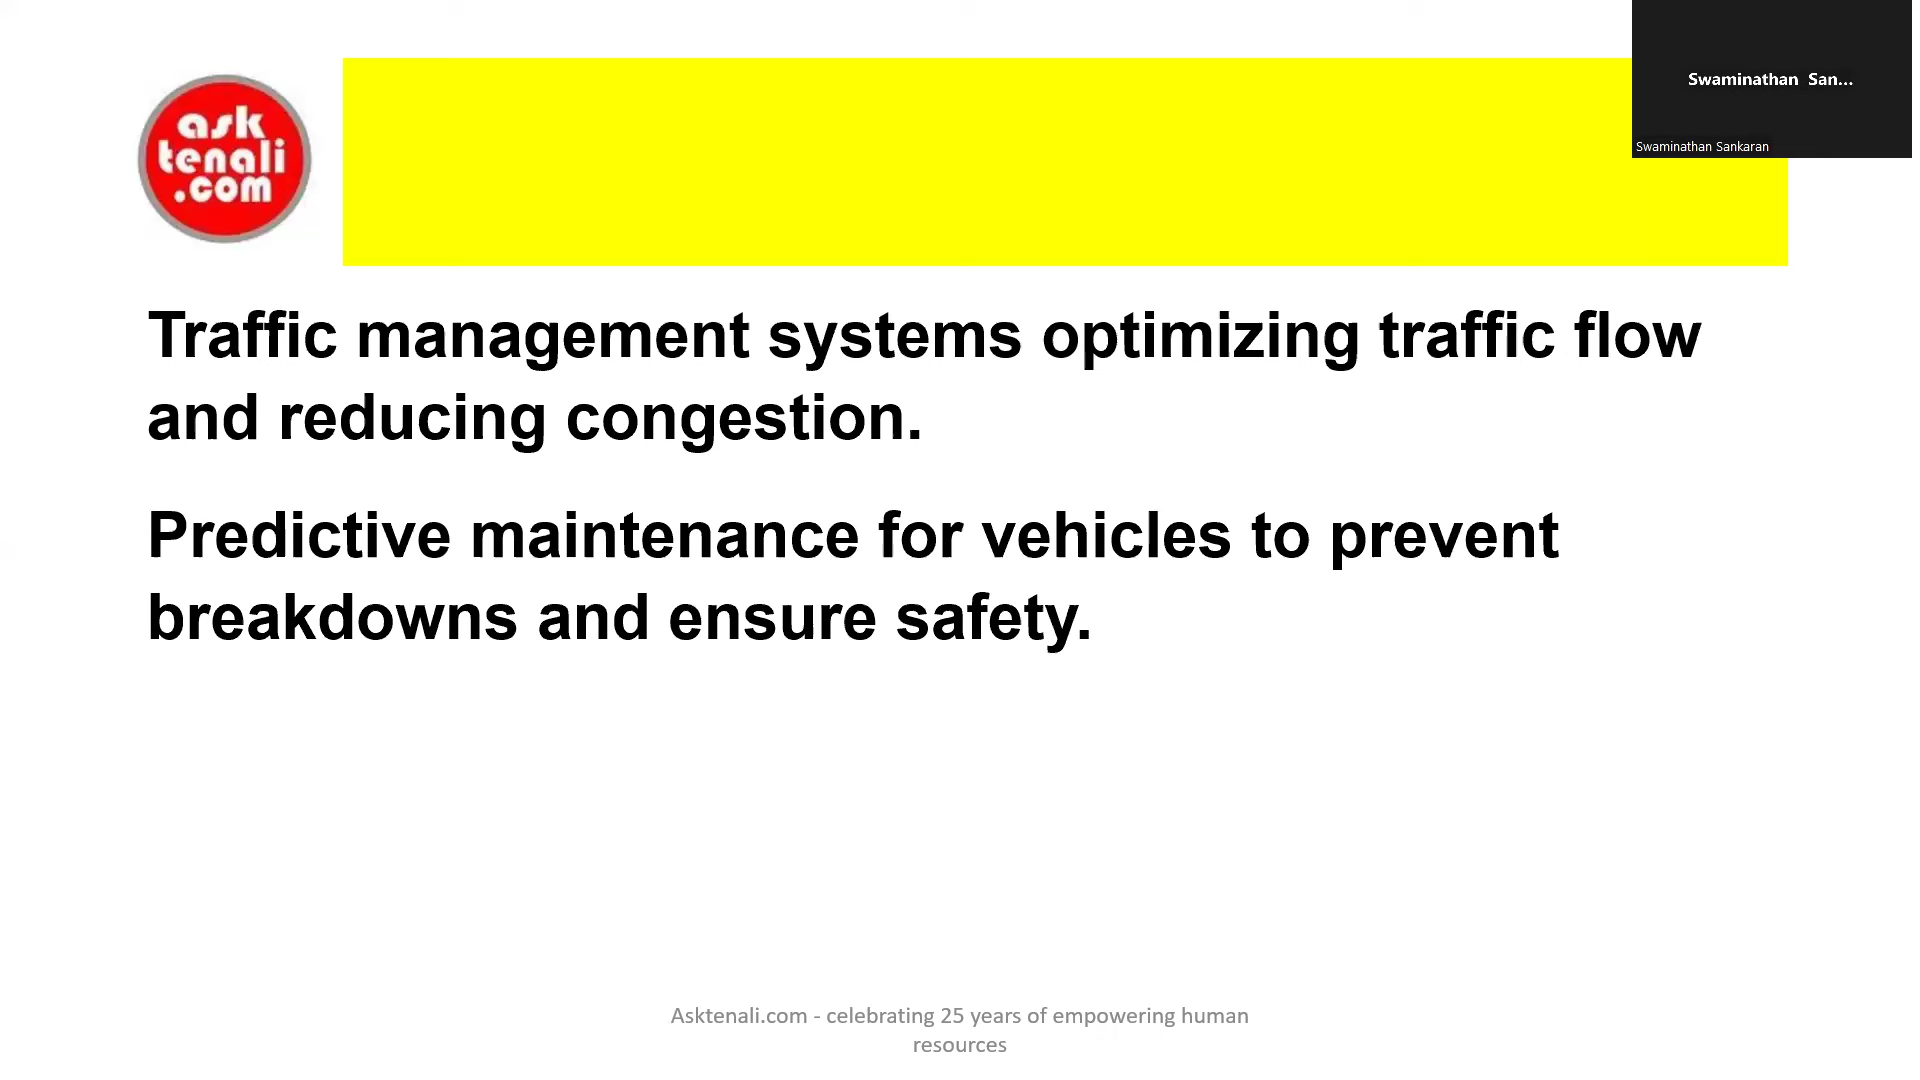 ask
tenali
.com
Swaminathan San...
Swaminathan Sankaran
Traffic management systems optimizing traffic flow
and reducing congestion.
Predictive maintenance for vehicles to prevent
breakdowns and ensure safety.
Asktenali.com - celebrating 25 years of empowering human
resources